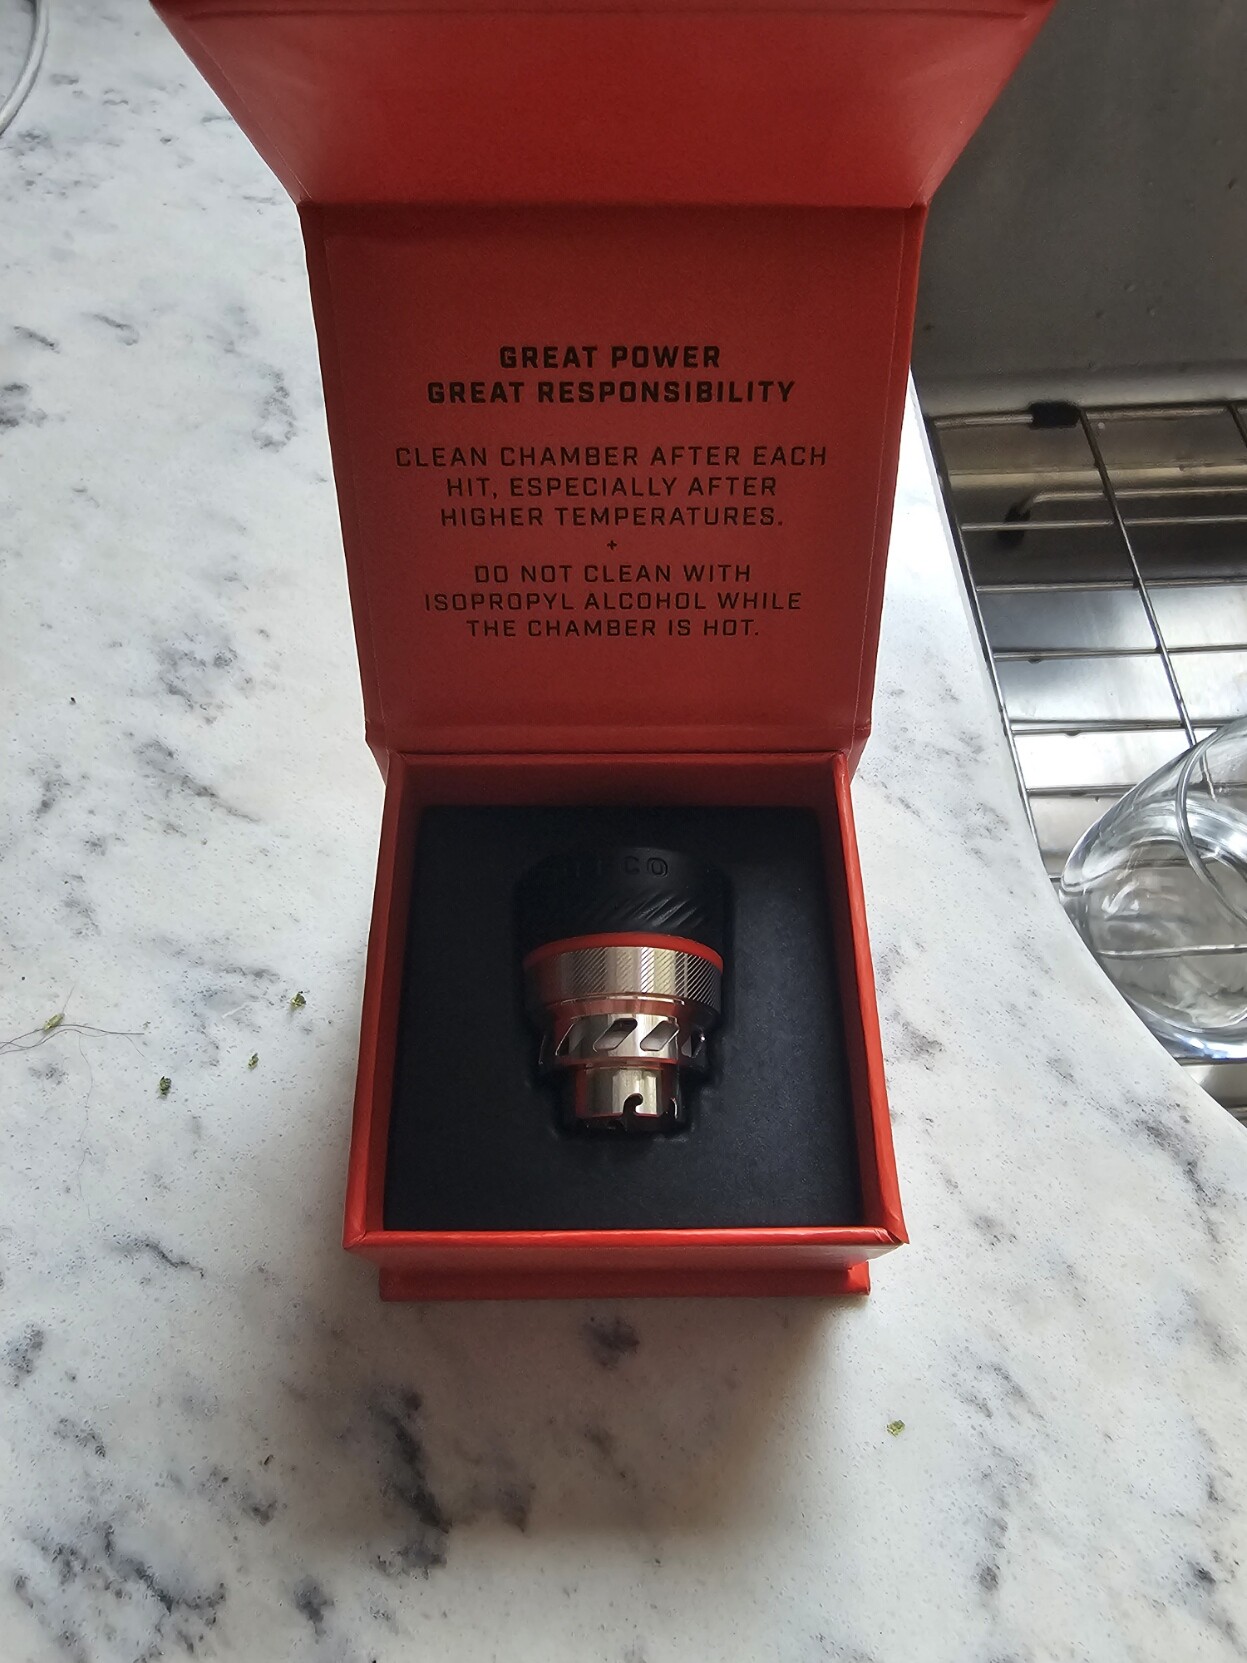 GREAT POWER
GREAT RESPONSIBILITY
CLEAN CHAMBER AFTER EACH
HIT, ESPECIALLY AFTER
HIGHER TEMPERATURES.
+
DO NOT CLEAN WITH
ISOPROPYL ALCOHOL WHILE
THE CHAMBER IS HOT.